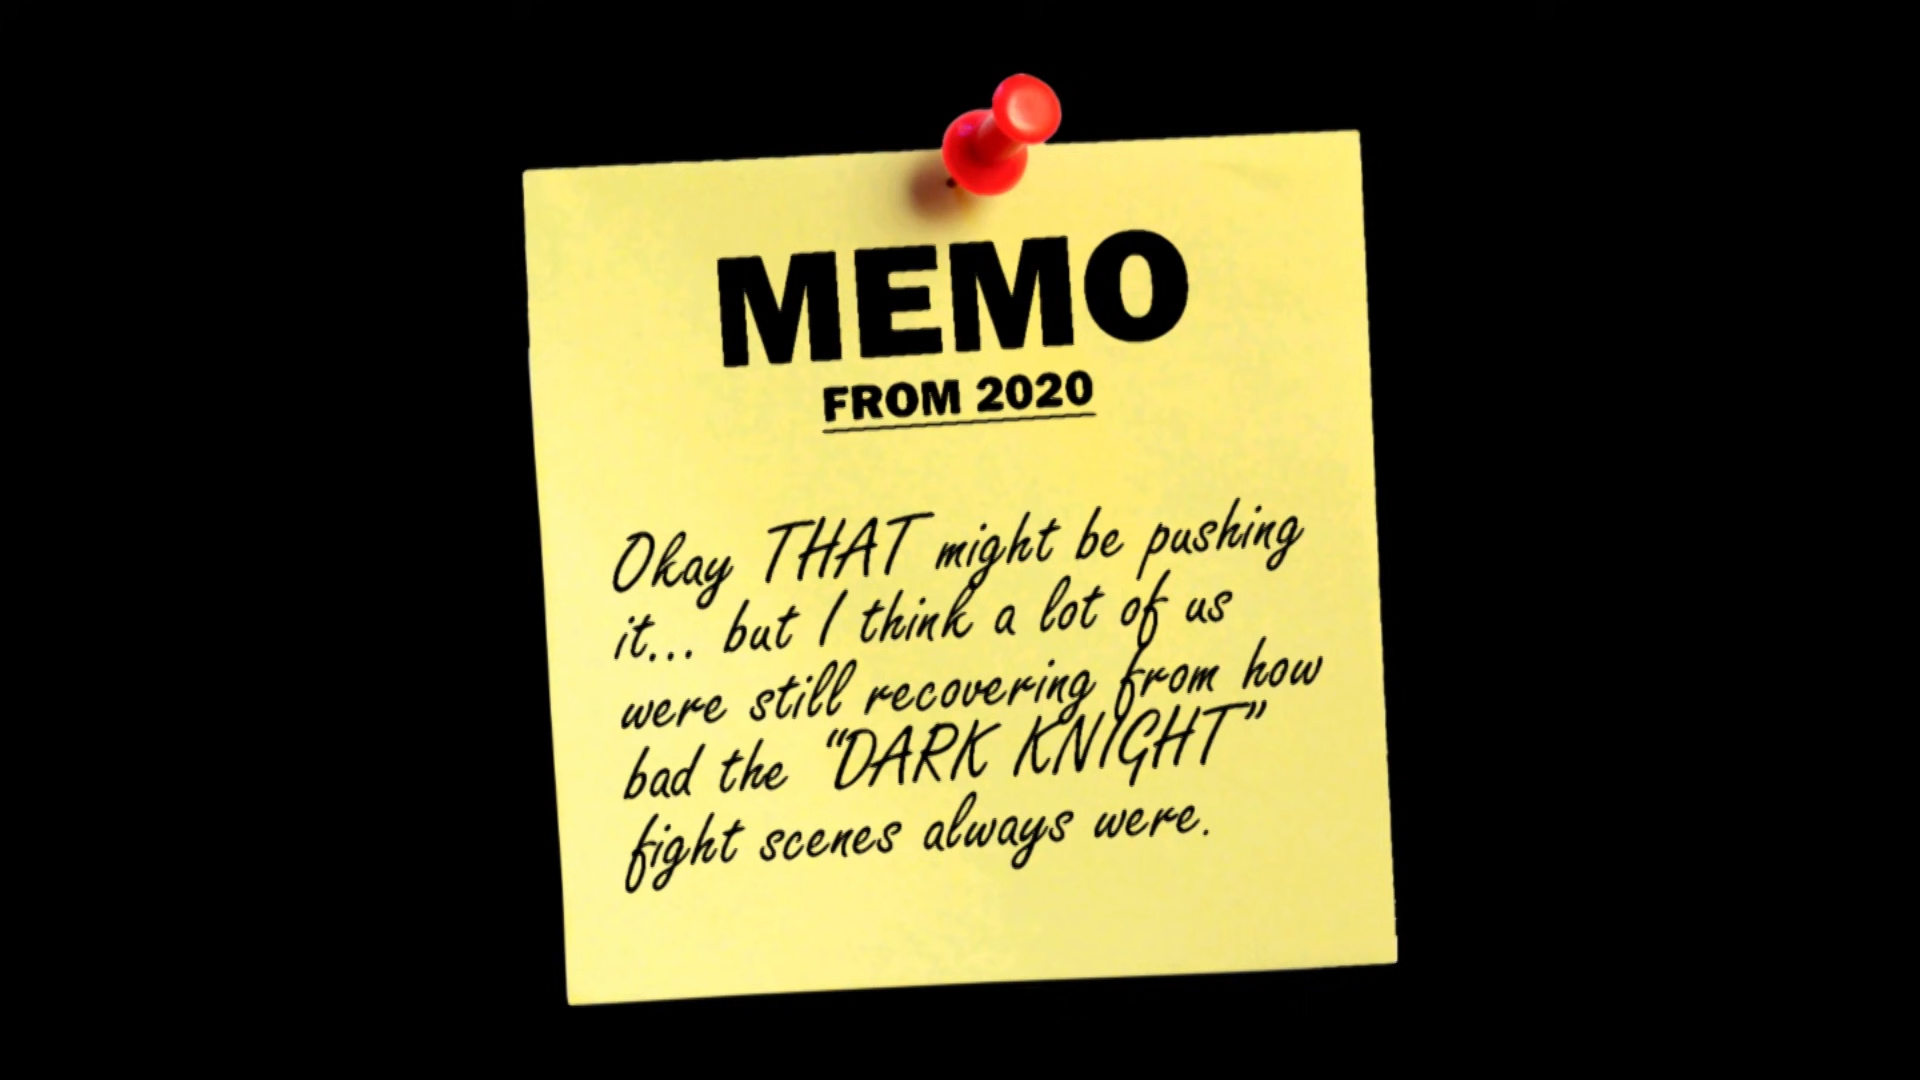 MEMO
FROM 2020
Okay THAT might be pushing
it... but I think a lot of us
were still recovering from how
bad the “DARK KNIGHT”
fight scenes always were.